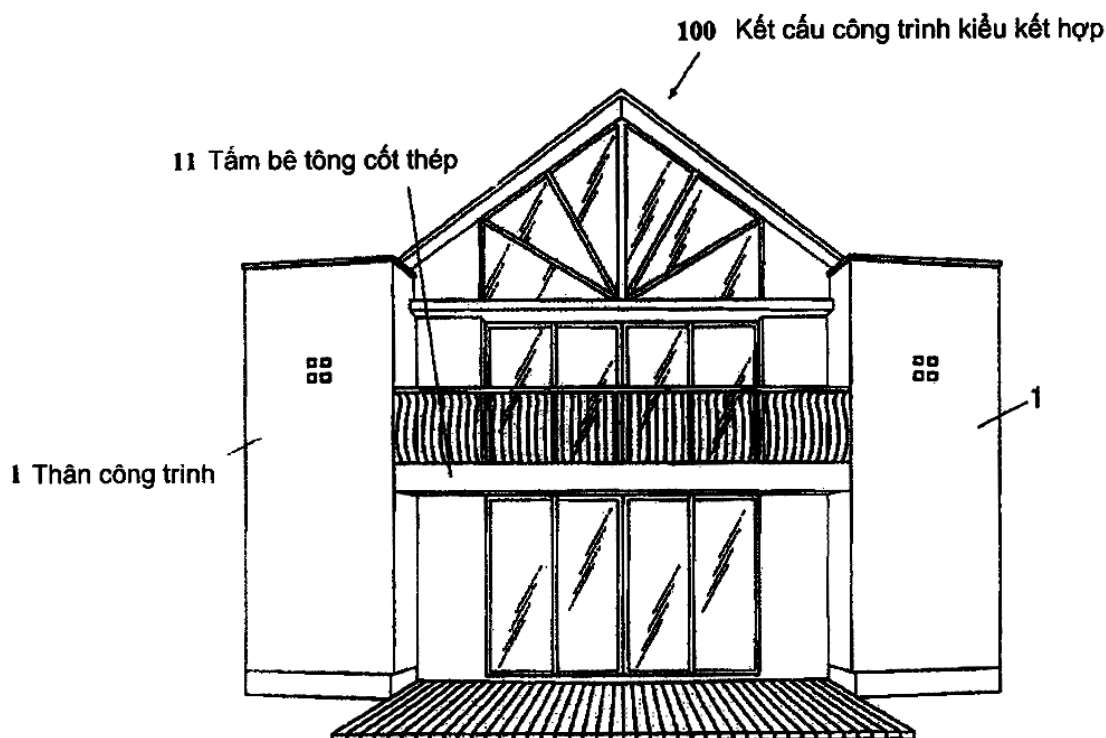 100 Kết cấu công trình kiểu kết hợp
11 Tấm bê tông cốt thép
1
1 Thân công trình